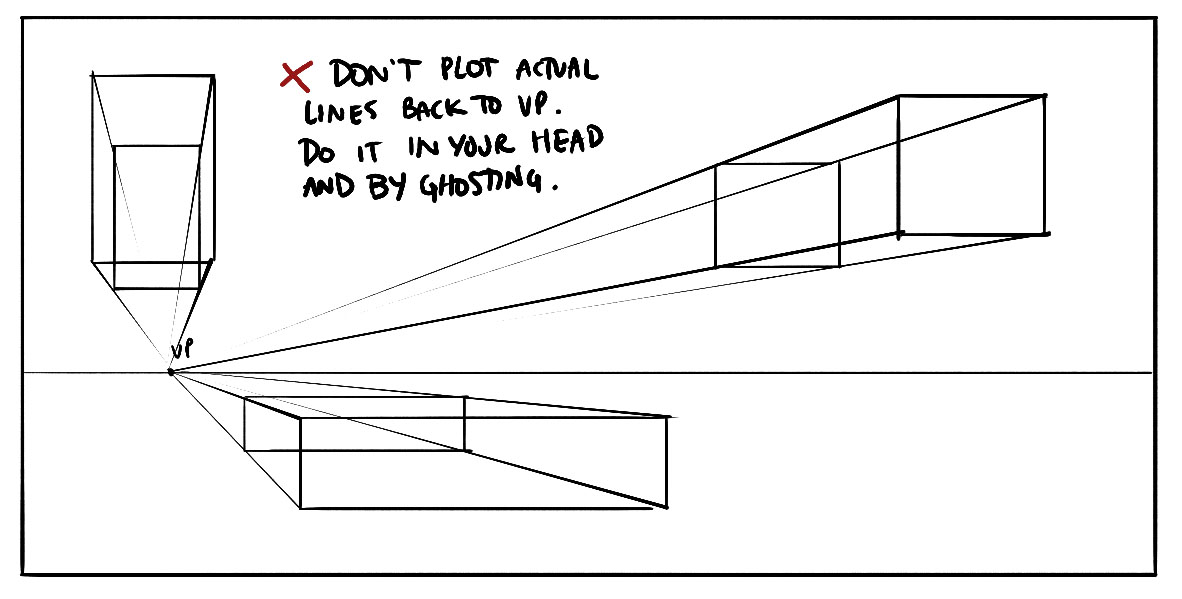 DON'T PLOT ACTUAL
LINES BACK TO VP.
DO IT IN YOUR HEAD
AND BY GHOSTING.
VP